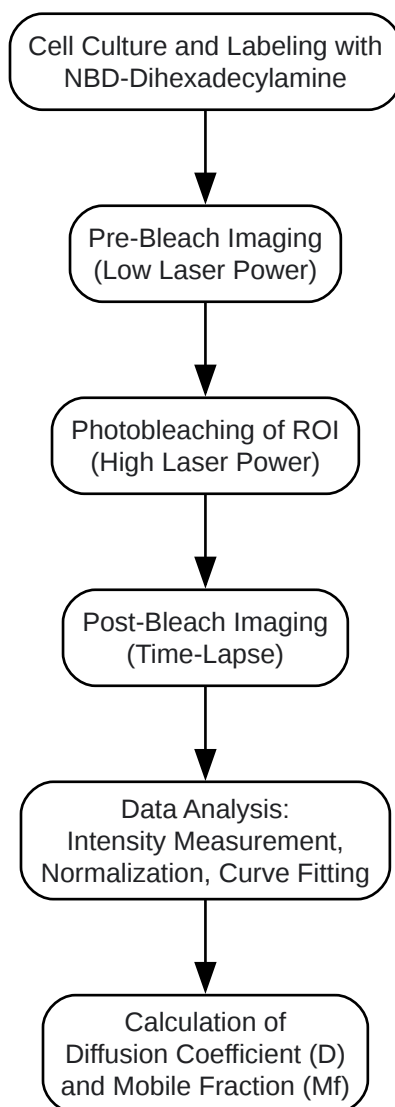 Cell Culture and Labeling with
NBD-Dihexadecylamine
Pre-Bleach Imaging
(Low Laser Power)
Photobleaching of ROI
(High Laser Power)
Post-Bleach Imaging
(Time-Lapse)
Data Analysis:
Intensity Measurement,
Normalization, Curve Fitting
Calculation of
Diffusion Coefficient (D)
and Mobile Fraction (Mf)